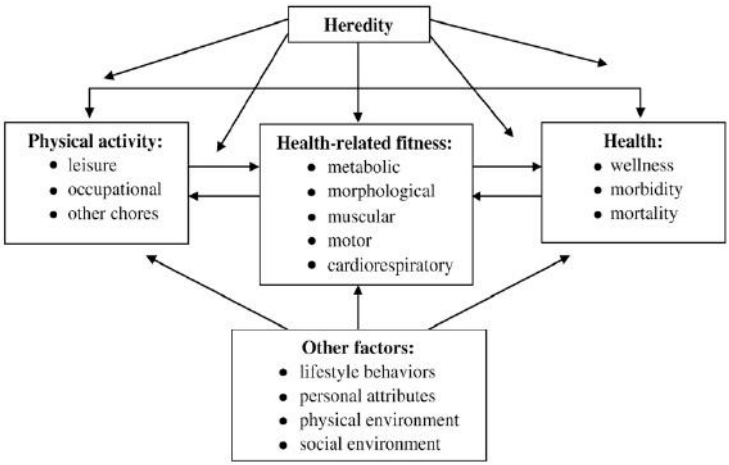 Heredity
Physical activity:
• leisure
• occupational
• other chores
Health-related fitness:
• metabolic
• morphological
• muscular
• motor
• cardiorespiratory
Health:
• wellness
• morbidity
• mortality
Other factors:
• lifestyle behaviors
• personal attributes
• physical environment
• social environment